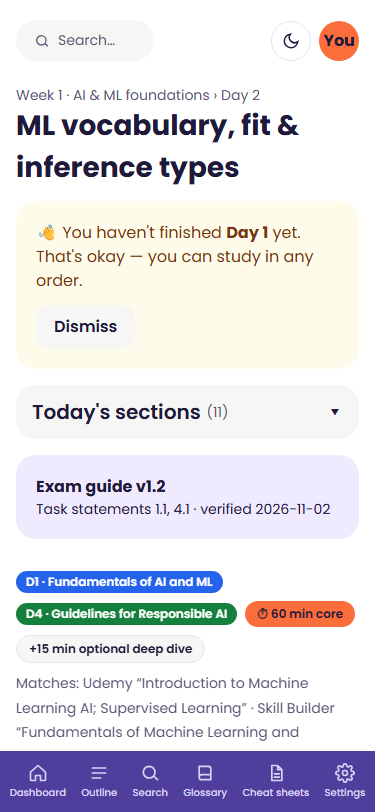 Search...
You
Week 1 · AI & ML foundations › Day 2
ML vocabulary, fit &
inference types
👋 You haven't finished Day 1 yet.
That's okay — you can study in any
order.
Dismiss
Today's sections (11)
▼
Exam guide v1.2
Task statements 1.1, 4.1 · verified 2026-11-02
D1 · Fundamentals of AI and ML
D4 · Guidelines for Responsible AI
⏱ 60 min core
+15 min optional deep dive
Matches: Udemy “Introduction to Machine
Learning AI; Supervised Learning” · Skill Builder
“Fundamentals of Machine Learning and
Dashboard
Outline
Search
Glossary
Cheat sheets
Settings